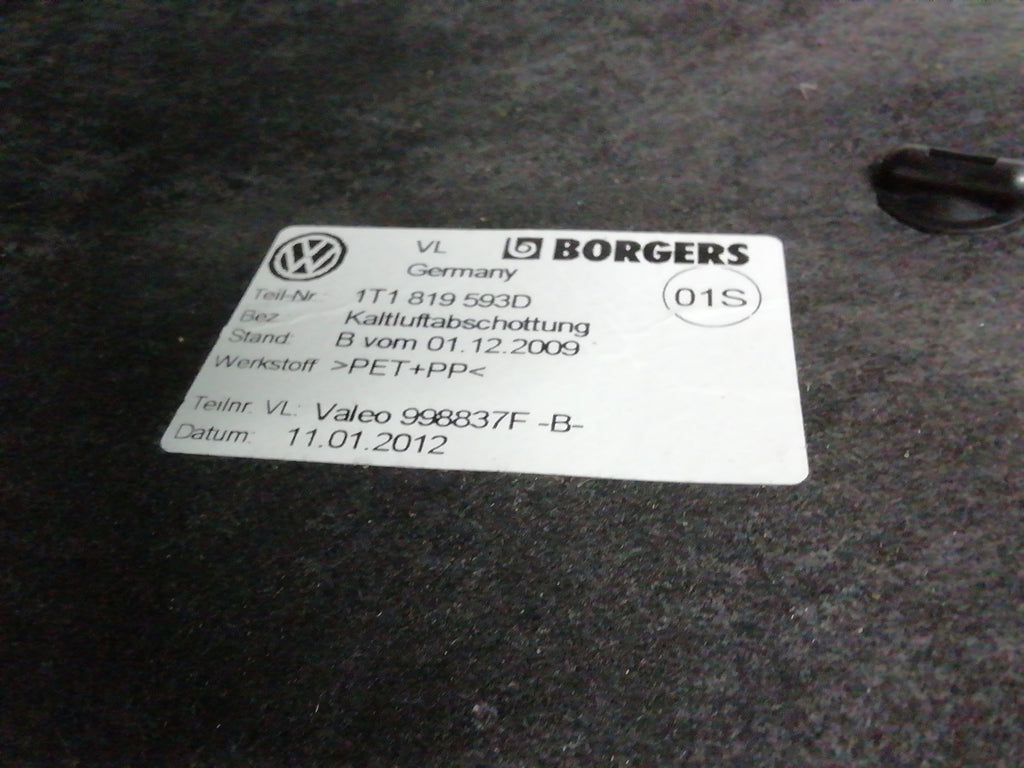 VL BORGERS
Germany
Teil-Nr. 1T1 819 593D 01S
Bez Kaltluftabschottung
Stand: B vom 01.12.2009
Werkstoff >PET+PP<
Teilnr. VL: Valeo 998837F -B-
Datum: 11.01.2012